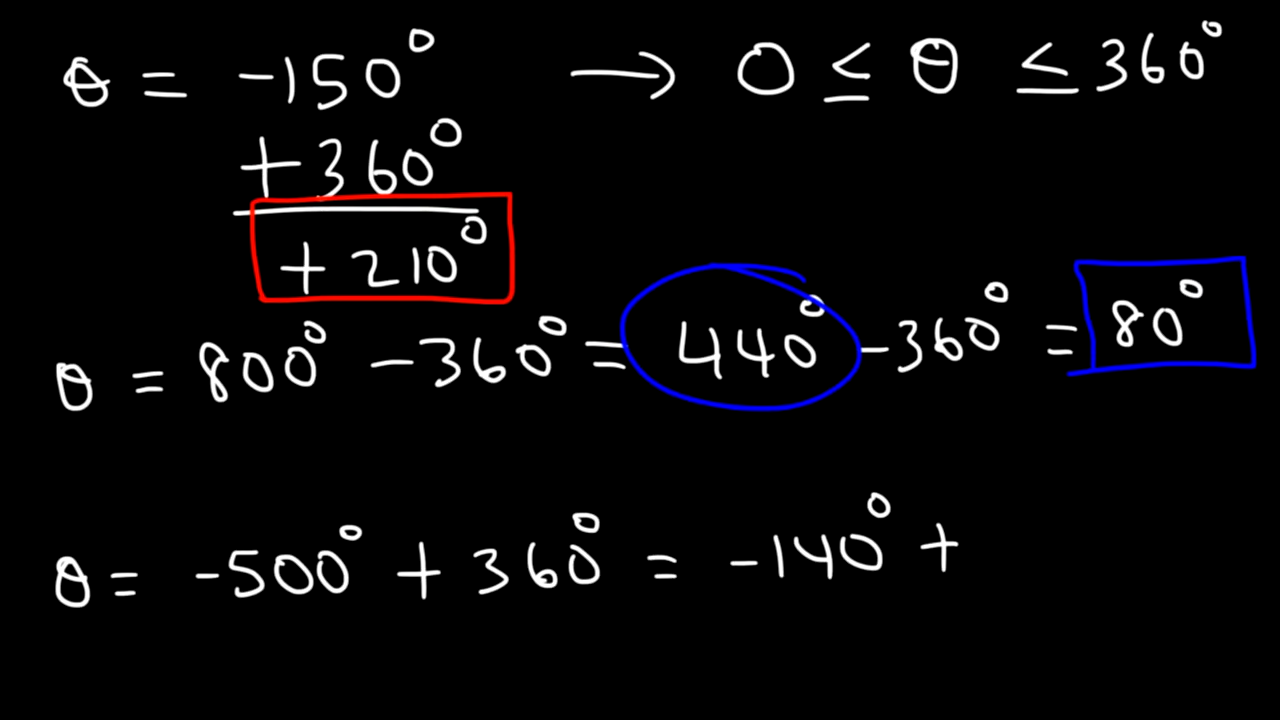 θ = -150° → 0 ≤ θ ≤ 360°
+360°
+210°
θ = 800° - 360° = 440° - 360° = 80°
θ = -500° + 360° = -140° +